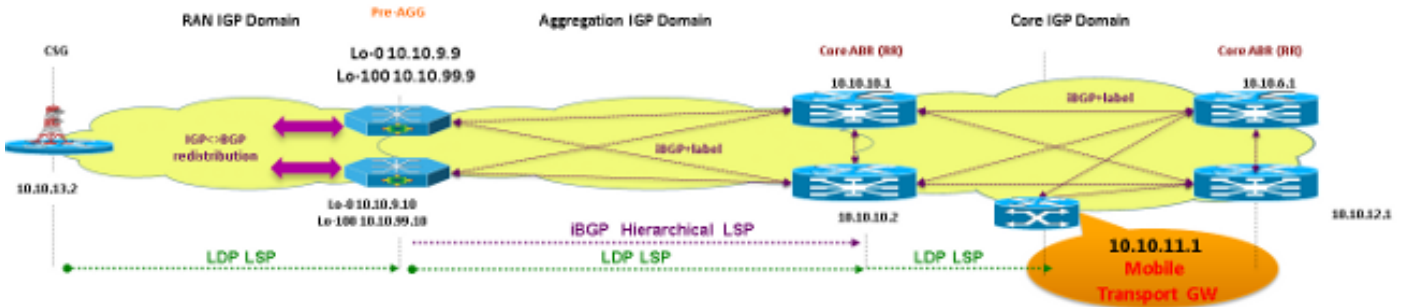 RAN IGP Domain
Pre-AGG
Aggregation IGP Domain
Core IGP Domain
CSG
Lo-0 10.10.9.9
Lo-100 10.10.99.9
Core ABR (RR)
10.10.10.1
Core ABR (RR)
10.10.6.1
iBGP+label
IGP<>BGP
redistribution
iBGP+label
10.10.13.2
Lo-0 10.10.9.10
Lo-100 10.10.99.10
10.10.10.2
10.10.12.1
iBGP Hierarchical LSP
LDP LSP
LDP LSP
LDP LSP
10.10.11.1
Mobile
Transport GW